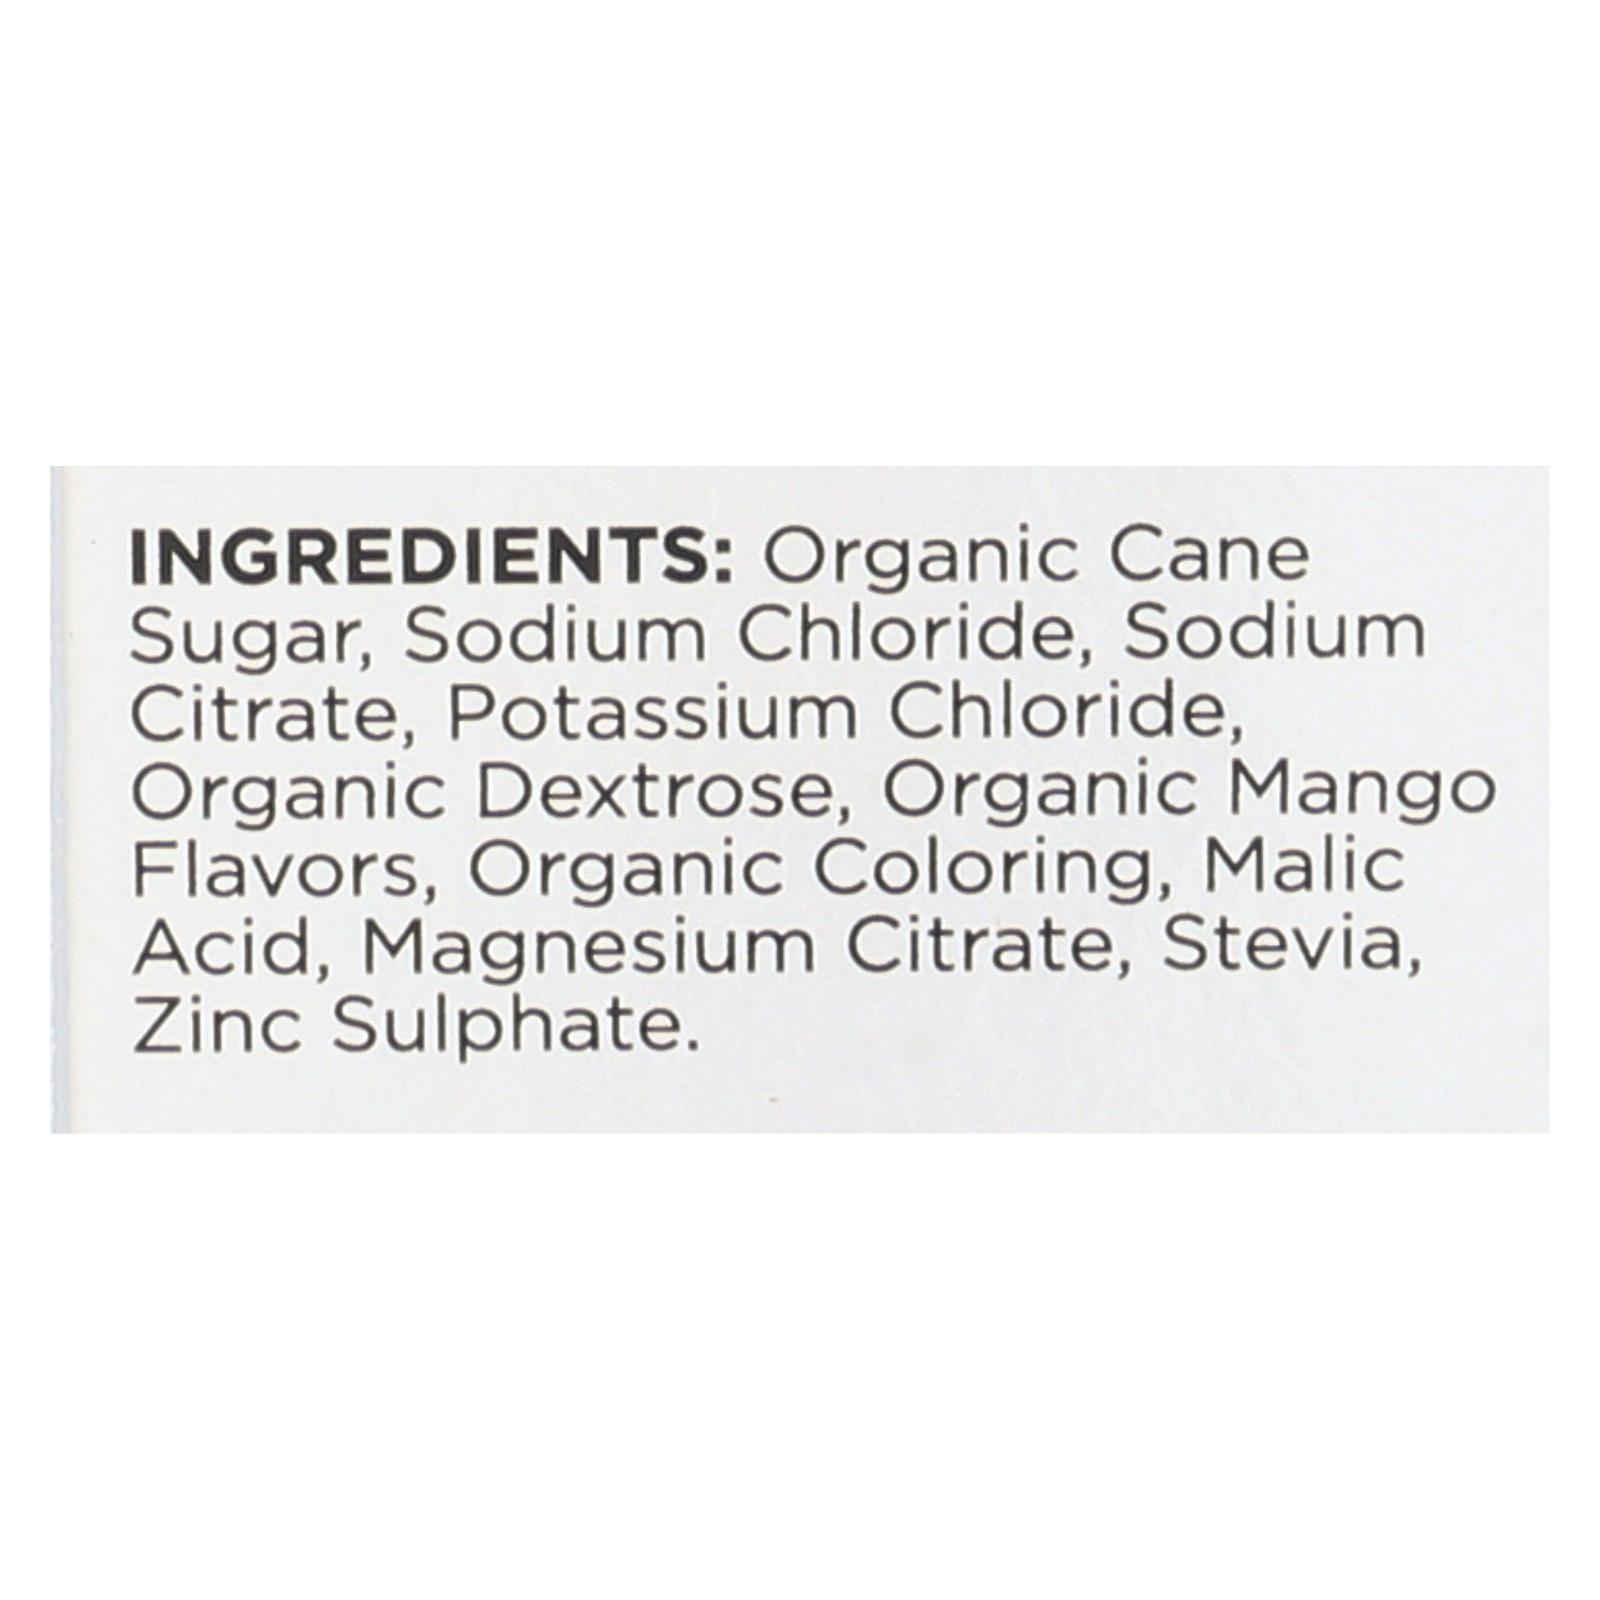 INGREDIENTS: Organic Cane
Sugar, Sodium Chloride, Sodium
Citrate, Potassium Chloride,
Organic Dextrose, Organic Mango
Flavors, Organic Coloring, Malic
Acid, Magnesium Citrate, Stevia,
Zinc Sulphate.